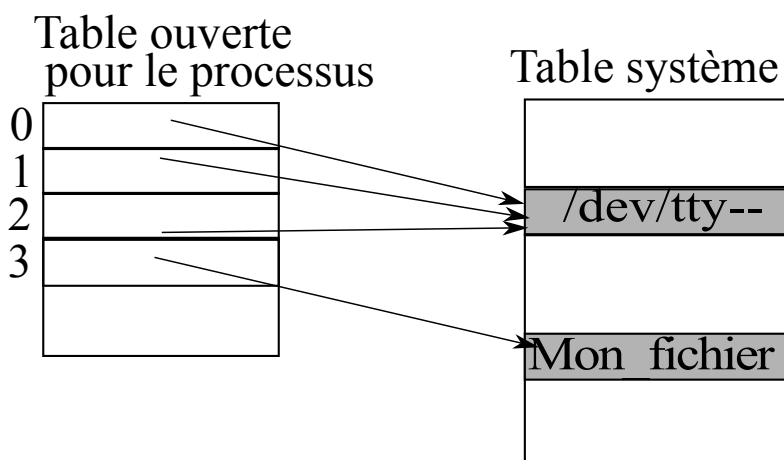 Table ouverte
pour le processus
Table système
0
1
2
3
/dev/tty--
Mon_fichier